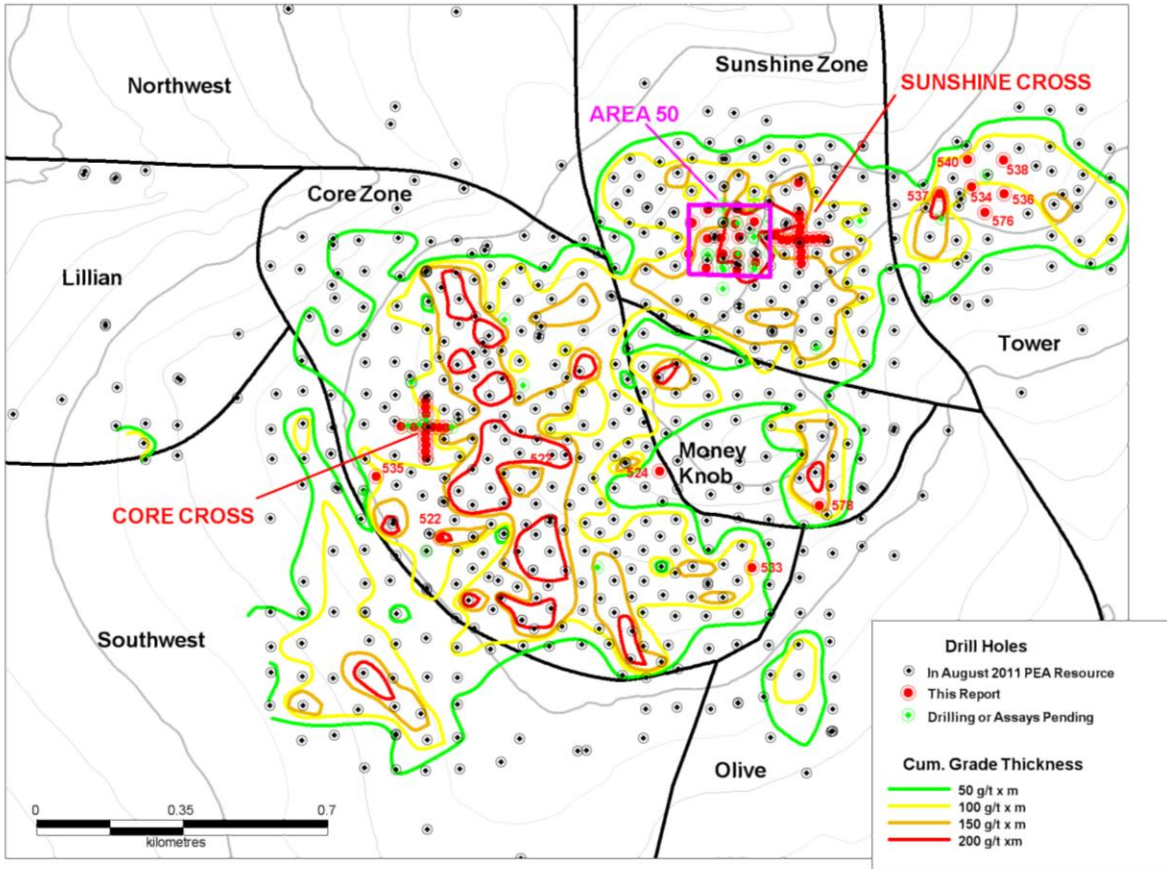 Sunshine Zone
Northwest
SUNSHINE CROSS
AREA 50
540
538
Core Zone
534
537
536
576
Lillian
Tower
Money
Knob
522
524
535
578
522
CORE CROSS
533
Southwest
Olive
0
0.35
0.7
kilometres
Drill Holes
In August 2011 PEA Resource
This Report
Drilling or Assays Pending
Cum. Grade Thickness
50 g/t x m
100 g/t x m
150 g/t x m
200 g/t xm